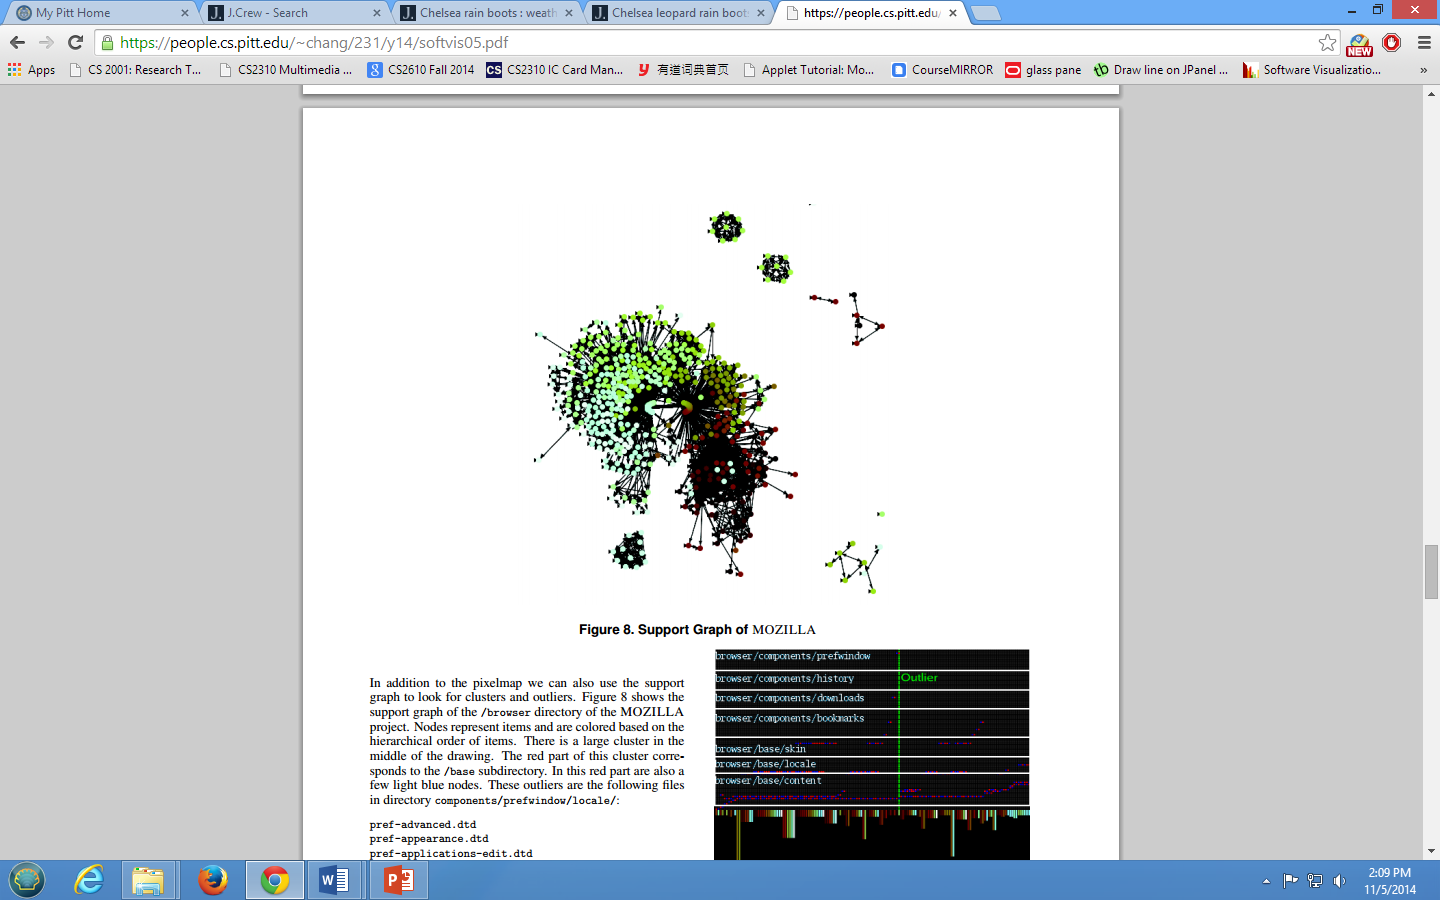 My Pitt Home
J.Crew - Search
Chelsea rain boots : weath
Chelsea leopard rain boot
https://people.cs.pitt.edu/
https://people.cs.pitt.edu/~chang/231/y14/softvis05.pdf
NEW
Apps
CS 2001: Research T...
CS2310 Multimedia ...
CS2610 Fall 2014
CS2310 IC Card Man...
有道词典首页
Applet Tutorial: Mo...
CourseMIRROR
glass pane
Draw line on JPanel ...
Software Visualizatio...
»
Figure 8. Support Graph of MOZILLA
In addition to the pixelmap we can also use the support
graph to look for clusters and outliers. Figure 8 shows the
support graph of the /browser directory of the MOZILLA
project. Nodes represent items and are colored based on the
hierarchical order of items. There is a large cluster in the
middle of the drawing. The red part of this cluster corre-
sponds to the /base subdirectory. In this red part are also a
few light blue nodes. These outliers are the following files
in directory components/prefwindow/locale/:
pref-advanced.dtd
pref-appearance.dtd
pref-applications-edit.dtd
browser/components/prefwindow
browser/components/history
Outlier
browser/components/downloads
browser/components/bookmarks
browser/base/skin
browser/base/locale
browser/base/content
2:09 PM
11/5/2014